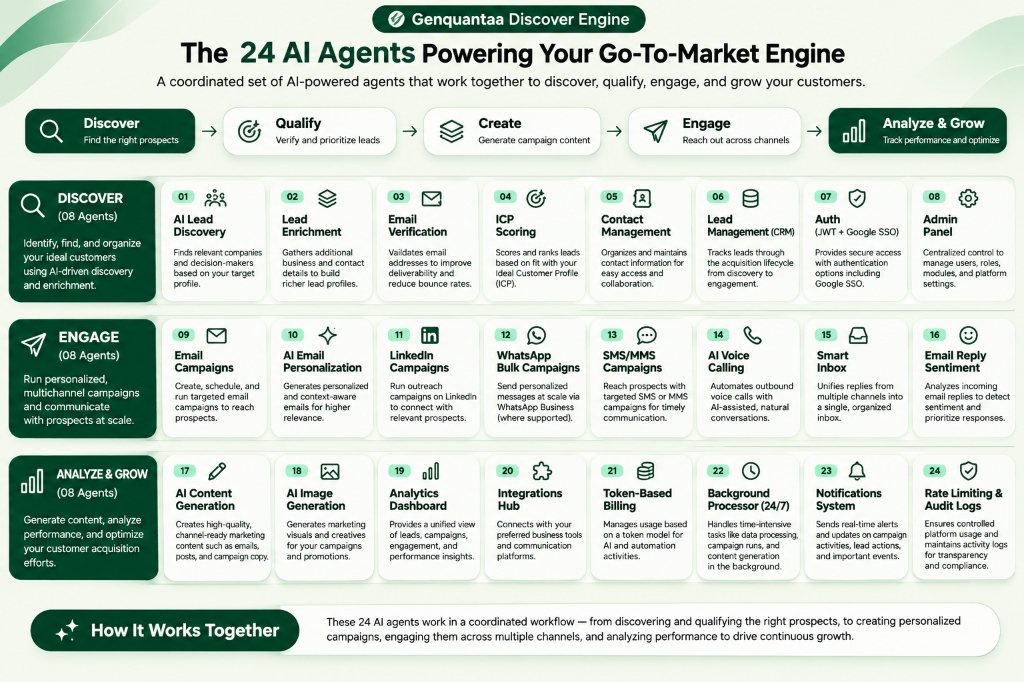 Genquantaa Discover Engine
The 24 AI Agents Powering Your Go-To-Market Engine
A coordinated set of AI-powered agents that work together to discover, qualify, engage, and grow your customers.
Discover
Find the right prospects
Qualify
Verify and prioritize leads
Create
Generate campaign content
Engage
Reach out across channels
Analyze & Grow
Track performance and optimize
DISCOVER
(08 Agents)
Identify, find, and organize
your ideal customers
using AI-driven discovery
and enrichment.
01
AI Lead
Discovery
Finds relevant companies
and decision-makers
based on your target
profile.
02
Lead
Enrichment
Gathers additional
business and contact
details to build
richer lead profiles.
03
Email
Verification
Vaildates email
addresses to improve
deliverability and
reduce bounce rates.
04
ICP
Scoring
Scores and ranks leads
based on fit with your
Ideal Customer Profile
(ICP).
05
Contact
Management
Organizes and maintains
contact information for
easy access and
collaboration.
06
Lead
Management (CRM)
Tracks leads through
the acquisition lifecycle
from discovery to
engagement.
07
Auth
(JWT + Google SSO)
Provides secure access
with authentication
options including
Google SSO.
08
Admin
Panel
Centralized control to
manage users, roles,
modules, and platform
settings.
ENGAGE
(08 Agents)
Run personalized,
multichannel campaigns
and communicate
with prospects at scale.
09
Email
Campaigns
Create, schedule, and
run targeted email
campaigns to reach
prospects.
10
AI Email
Personalization
Generates personalized
and context-aware
emails for higher
relevance.
11
LinkedIn
Campaigns
Run outreach
campaigns on LinkedIn
to connect with
relevant prospects.
12
WhatsApp
Bulk Campaigns
Send personalized
messages at scale via
WhatsApp Business
(where supported).
13
SMS/MMS
Campaigns
Reach prospects with
targeted SMS or MMS
campaigns for timely
communication.
14
AI Voice
Calling
Automates outbound
voice calls with
AI-assisted, natural
conversations.
15
Smart
Inbox
Unifies replies from
multiple channels into
a single, organized
inbox.
16
Email Reply
Sentiment
Analyzes incoming
email replies to detect
sentiment and
prioritize responses.
ANALYZE & GROW
(08 Agents)
Generate content, analyze
performance, and optimize
your customer acquisition
efforts.
17
AI Content
Generation
Creates high-quality,
channel-ready marketing
content such as emails,
posts, and campaign copy.
18
AI Image
Generation
Generates marketing
visuals and creatives
for your campaigns
and promotions.
19
Analytics
Dashboard
Provides a unified view
of leads, campaigns,
engagement, and
performance insights.
20
Integrations
Hub
Connects with your
preferred business tools
and communication
platforms.
21
Token-Based
Billing
Manages usage based
on a token model for
AI and automation
activities.
22
Background
Processor (24/7)
Handles time-intensive
tasks like data processing,
campaign runs, and
content generation
in the background.
23
Notifications
System
Sends real-time alerts
and updates on campaign
activities, lead actions,
and important events.
24
Rate Limiting &
Audit Logs
Ensures controlled
platform usage and
maintains activity logs
for transparency
and compliance.
How It Works Together
These 24 AI agents work in a coordinated workflow — from discovering and qualifying the right prospects, to creating personalized
campaigns, engaging them across multiple channels, and analyzing performance to drive continuous growth.